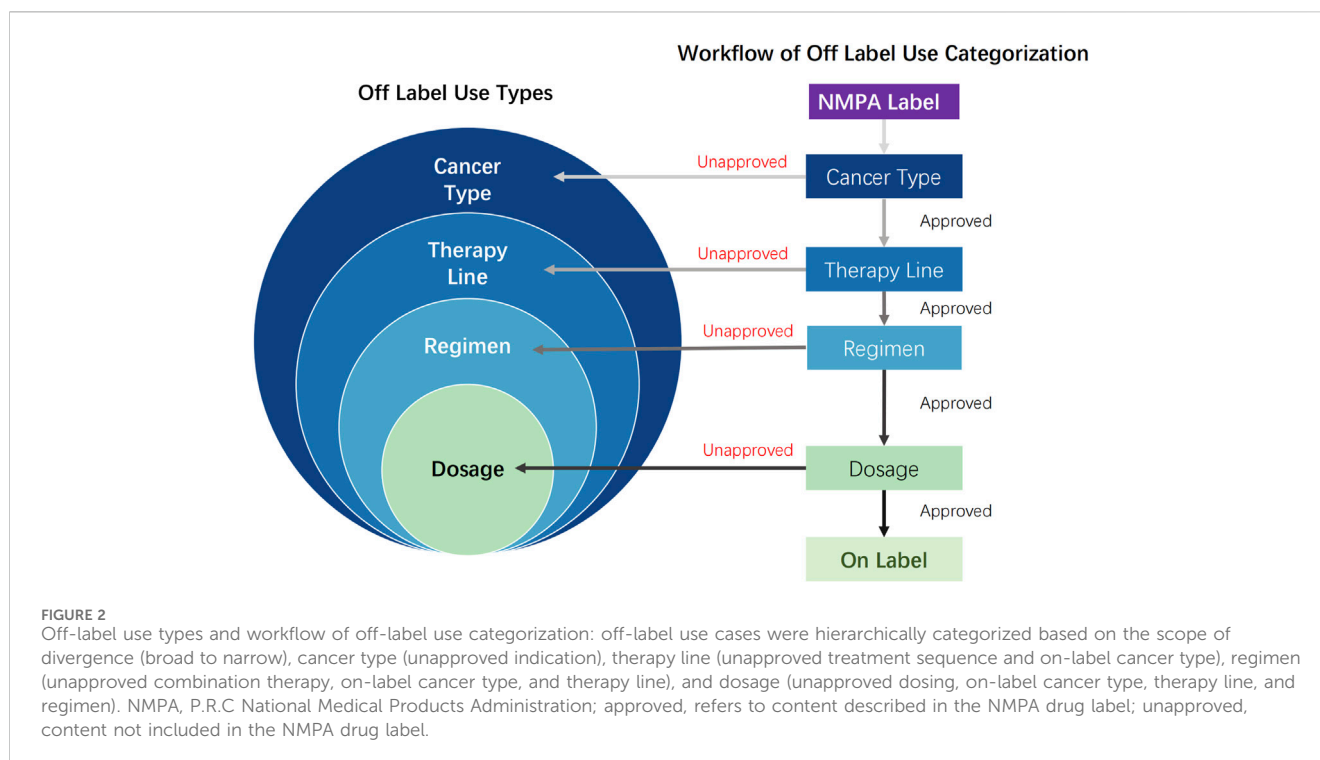 Workflow of Off Label Use Categorization
Off Label Use Types
NMPA Label
Cancer
Type
Unapproved
Cancer Type
Approved
Therapy
Line
Unapproved
Therapy Line
Approved
Regimen
Unapproved
Regimen
Approved
Dosage
Unapproved
Dosage
Approved
On Label
FIGURE 2
Off-label use types and workflow of off-label use categorization: off-label use cases were hierarchically categorized based on the scope of
divergence (broad to narrow), cancer type (unapproved indication), therapy line (unapproved treatment sequence and on-label cancer type), regimen
(unapproved combination therapy, on-label cancer type, and therapy line), and dosage (unapproved dosing, on-label cancer type, therapy line, and
regimen). NMPA, P.R.C National Medical Products Administration; approved, refers to content described in the NMPA drug label; unapproved,
content not included in the NMPA drug label.